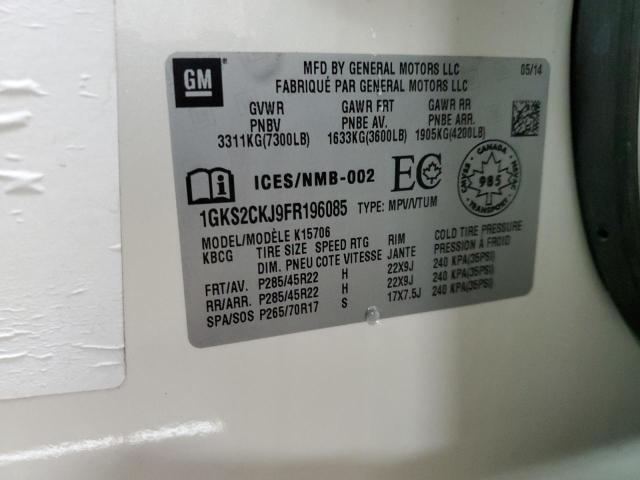 GM
MFD BY GENERAL MOTORS LLC 05/14
FABRIQUÉ PAR GENERAL MOTORS LLC
GVWR GAWR FRT GAWR RR
PNBV PNBE AV. PNBE ARR.
3311KG(7300LB) 1633KG(3600LB) 1905KG(4200LB)
ICES/NMB-002 EC
CANADA
985
TRANSPORT
1GKS2CKJ9FR196085 TYPE: MPV/VTUM
MODEL/MODÈLE K15706
KBCG TIRE SIZE SPEED RTG RIM COLD TIRE PRESSURE
DIM. PNEU COTE VITESSE JANTE PRESSION À FROID
FRT/AV. P285/45R22 H 22X9J 240 KPA(35PSI)
RR/ARR. P285/45R22 H 22X9J 240 KPA(35PSI)
SPA/SOS P265/70R17 S 17X7.5J 240 KPA(35PSI)